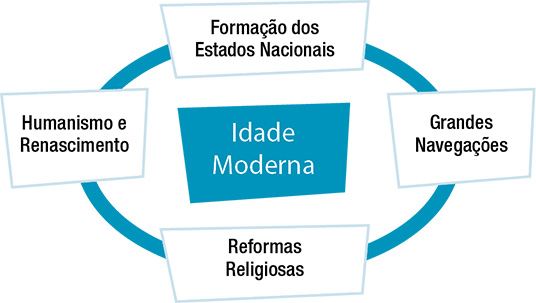 Formação dos
Estados Nacionais
Humanismo e
Renascimento
Idade
Moderna
Grandes
Navegações
Reformas
Religiosas